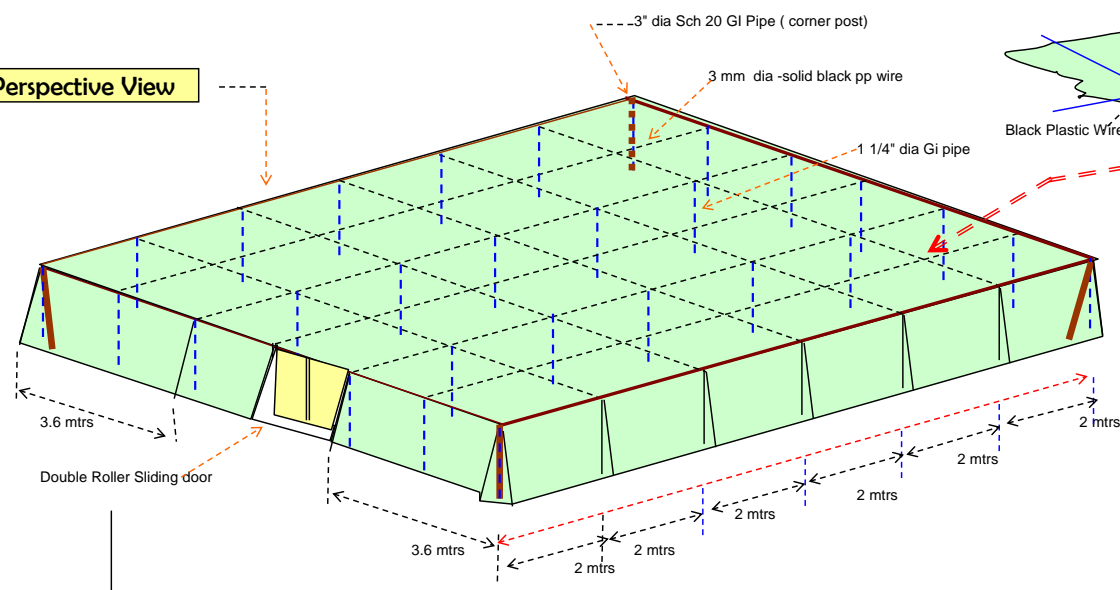 3" dia Sch 20 GI Pipe ( corner post)
Perspective View
3 mm dia -solid black pp wire
Black Plastic Wire
1 1/4" dia Gi pipe
3.6 mtrs
Double Roller Sliding door
2 mtrs
2 mtrs
2 mtrs
2 mtrs
3.6 mtrs
2 mtrs
2 mtrs